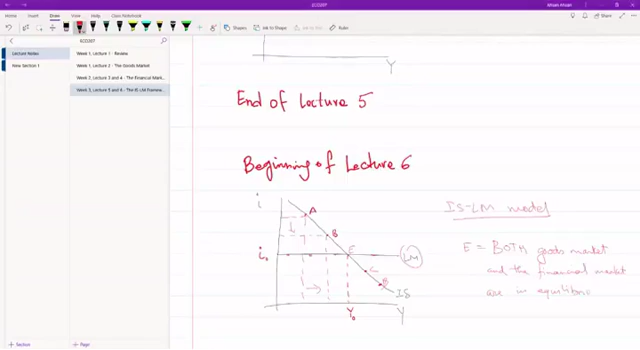 ECO207
File
Home
Insert
Draw
View
Help
Class Notebook
Shapes
Ink to Shape
Ruler
Lecture Notes
New Section 1
Week 1, Lecture 1 - Review
Week 1, Lecture 2 - The Goods Market
Week 2, Lecture 3 and 4 - The Financial Mark...
Week 3, Lecture 5 and 6 - The IS LM Framew...
Y
End of Lecture 5
Beginning of Lecture 6
i
A
B
E
i₀
LM
C
IS
Y₀
Y
IS-LM model
E = BOTH goods market
and the financial market
are in equilibrio
+ Section
+ Page